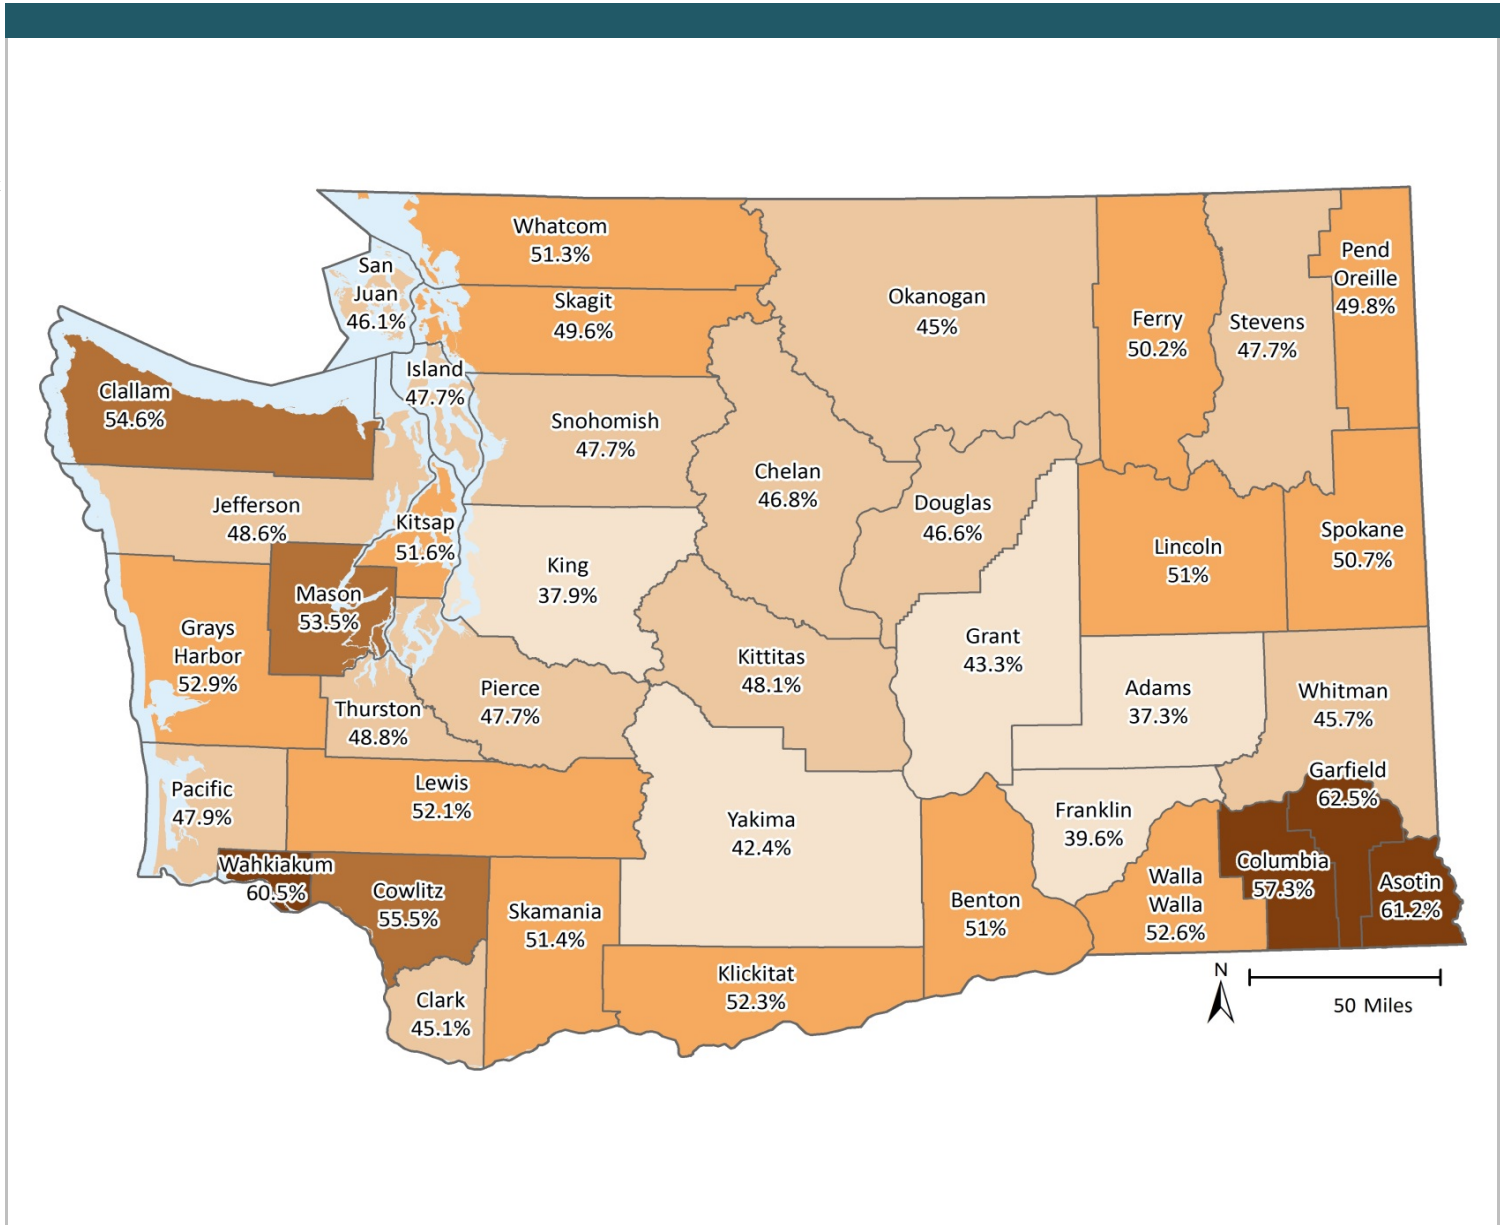 Whatcom
51.3%
San
Juan
46.1%
Skagit
49.6%
Okanogan
45%
Ferry
50.2%
Stevens
47.7%
Pend
Oreille
49.8%
Clallam
54.6%
Island
47.7%
Snohomish
47.7%
Chelan
46.8%
Douglas
46.6%
Jefferson
48.6%
Kitsap
51.6%
King
37.9%
Lincoln
51%
Spokane
50.7%
Mason
53.5%
Grays
Harbor
52.9%
Grant
43.3%
Kittitas
48.1%
Pierce
47.7%
Thurston
48.8%
Adams
37.3%
Whitman
45.7%
Garfield
62.5%
Pacific
47.9%
Lewis
52.1%
Yakima
42.4%
Franklin
39.6%
Wahkiakum
60.5%
Cowlitz
55.5%
Skamania
51.4%
Benton
51%
Walla
Walla
52.6%
Columbia
57.3%
Asotin
61.2%
Klickitat
52.3%
Clark
45.1%
N
50 Miles